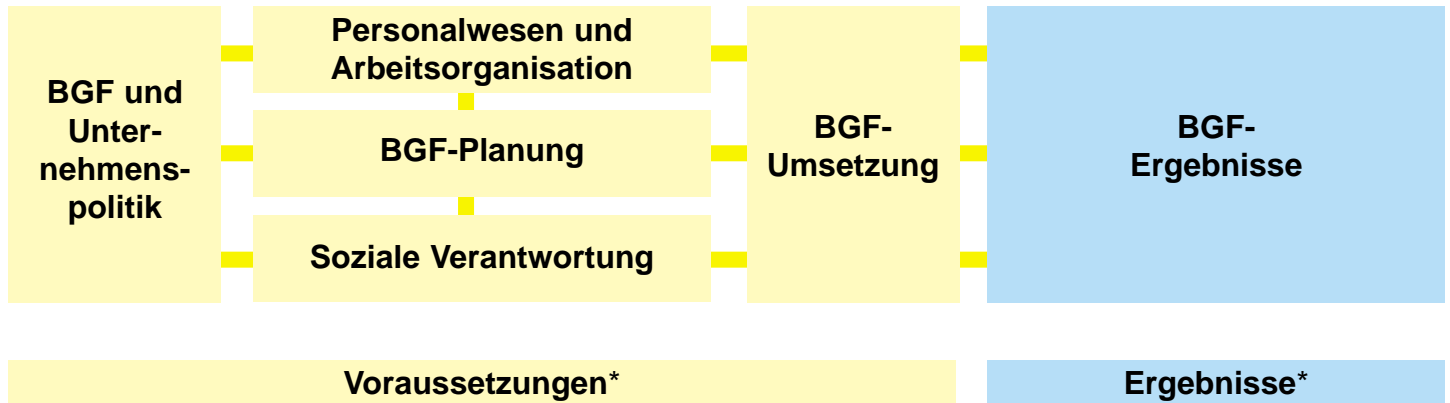 BGF und
Unter-
nehmens-
politik
Personalwesen und
Arbeitsorganisation
BGF-Planung
Soziale Verantwortung
BGF-
Umsetzung
BGF-
Ergebnisse
Voraussetzungen*
Ergebnisse*